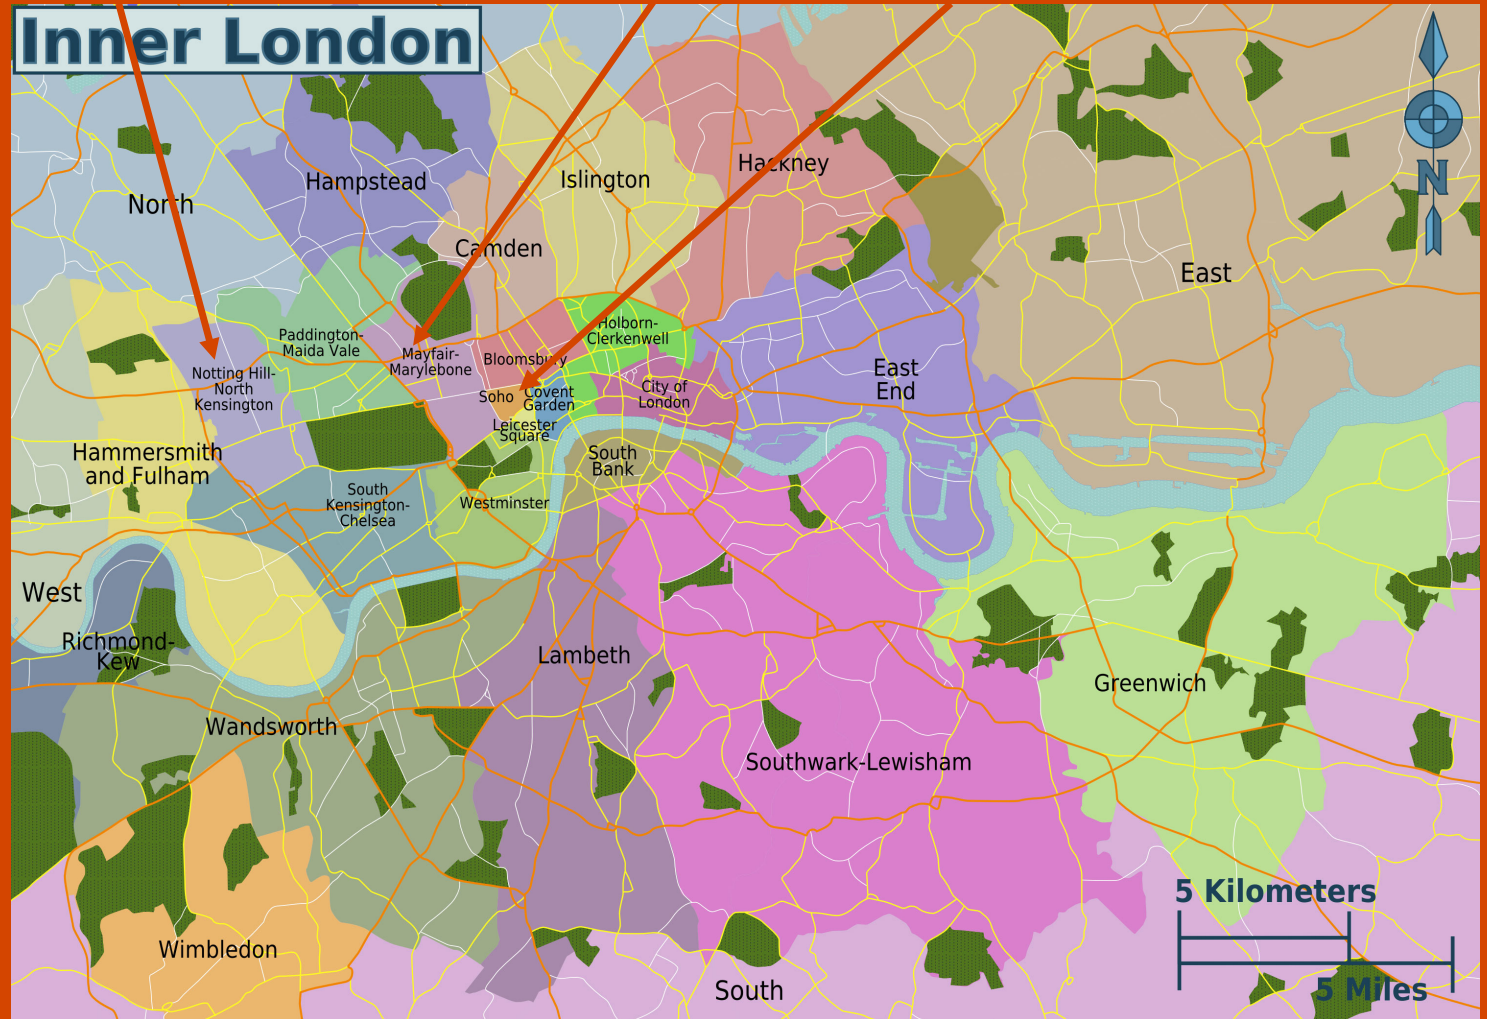 Inner London
N
Hackney
Hampstead
Islington
North
Camden
East
Holborn-
Clerkenwell
Paddington-
Maida Vale
Mayfair-
Marylebone
Bloomsbury
Notting Hill-
North
Kensington
East
End
City of
London
Soho
Covent
Garden
Leicester
Square
Hammersmith
and Fulham
South
Bank
South
Kensington-
Chelsea
Westminster
West
Richmond-
Kew
Lambeth
Greenwich
Wandsworth
Southwark-Lewisham
5 Kilometers
Wimbledon
South
5 Miles